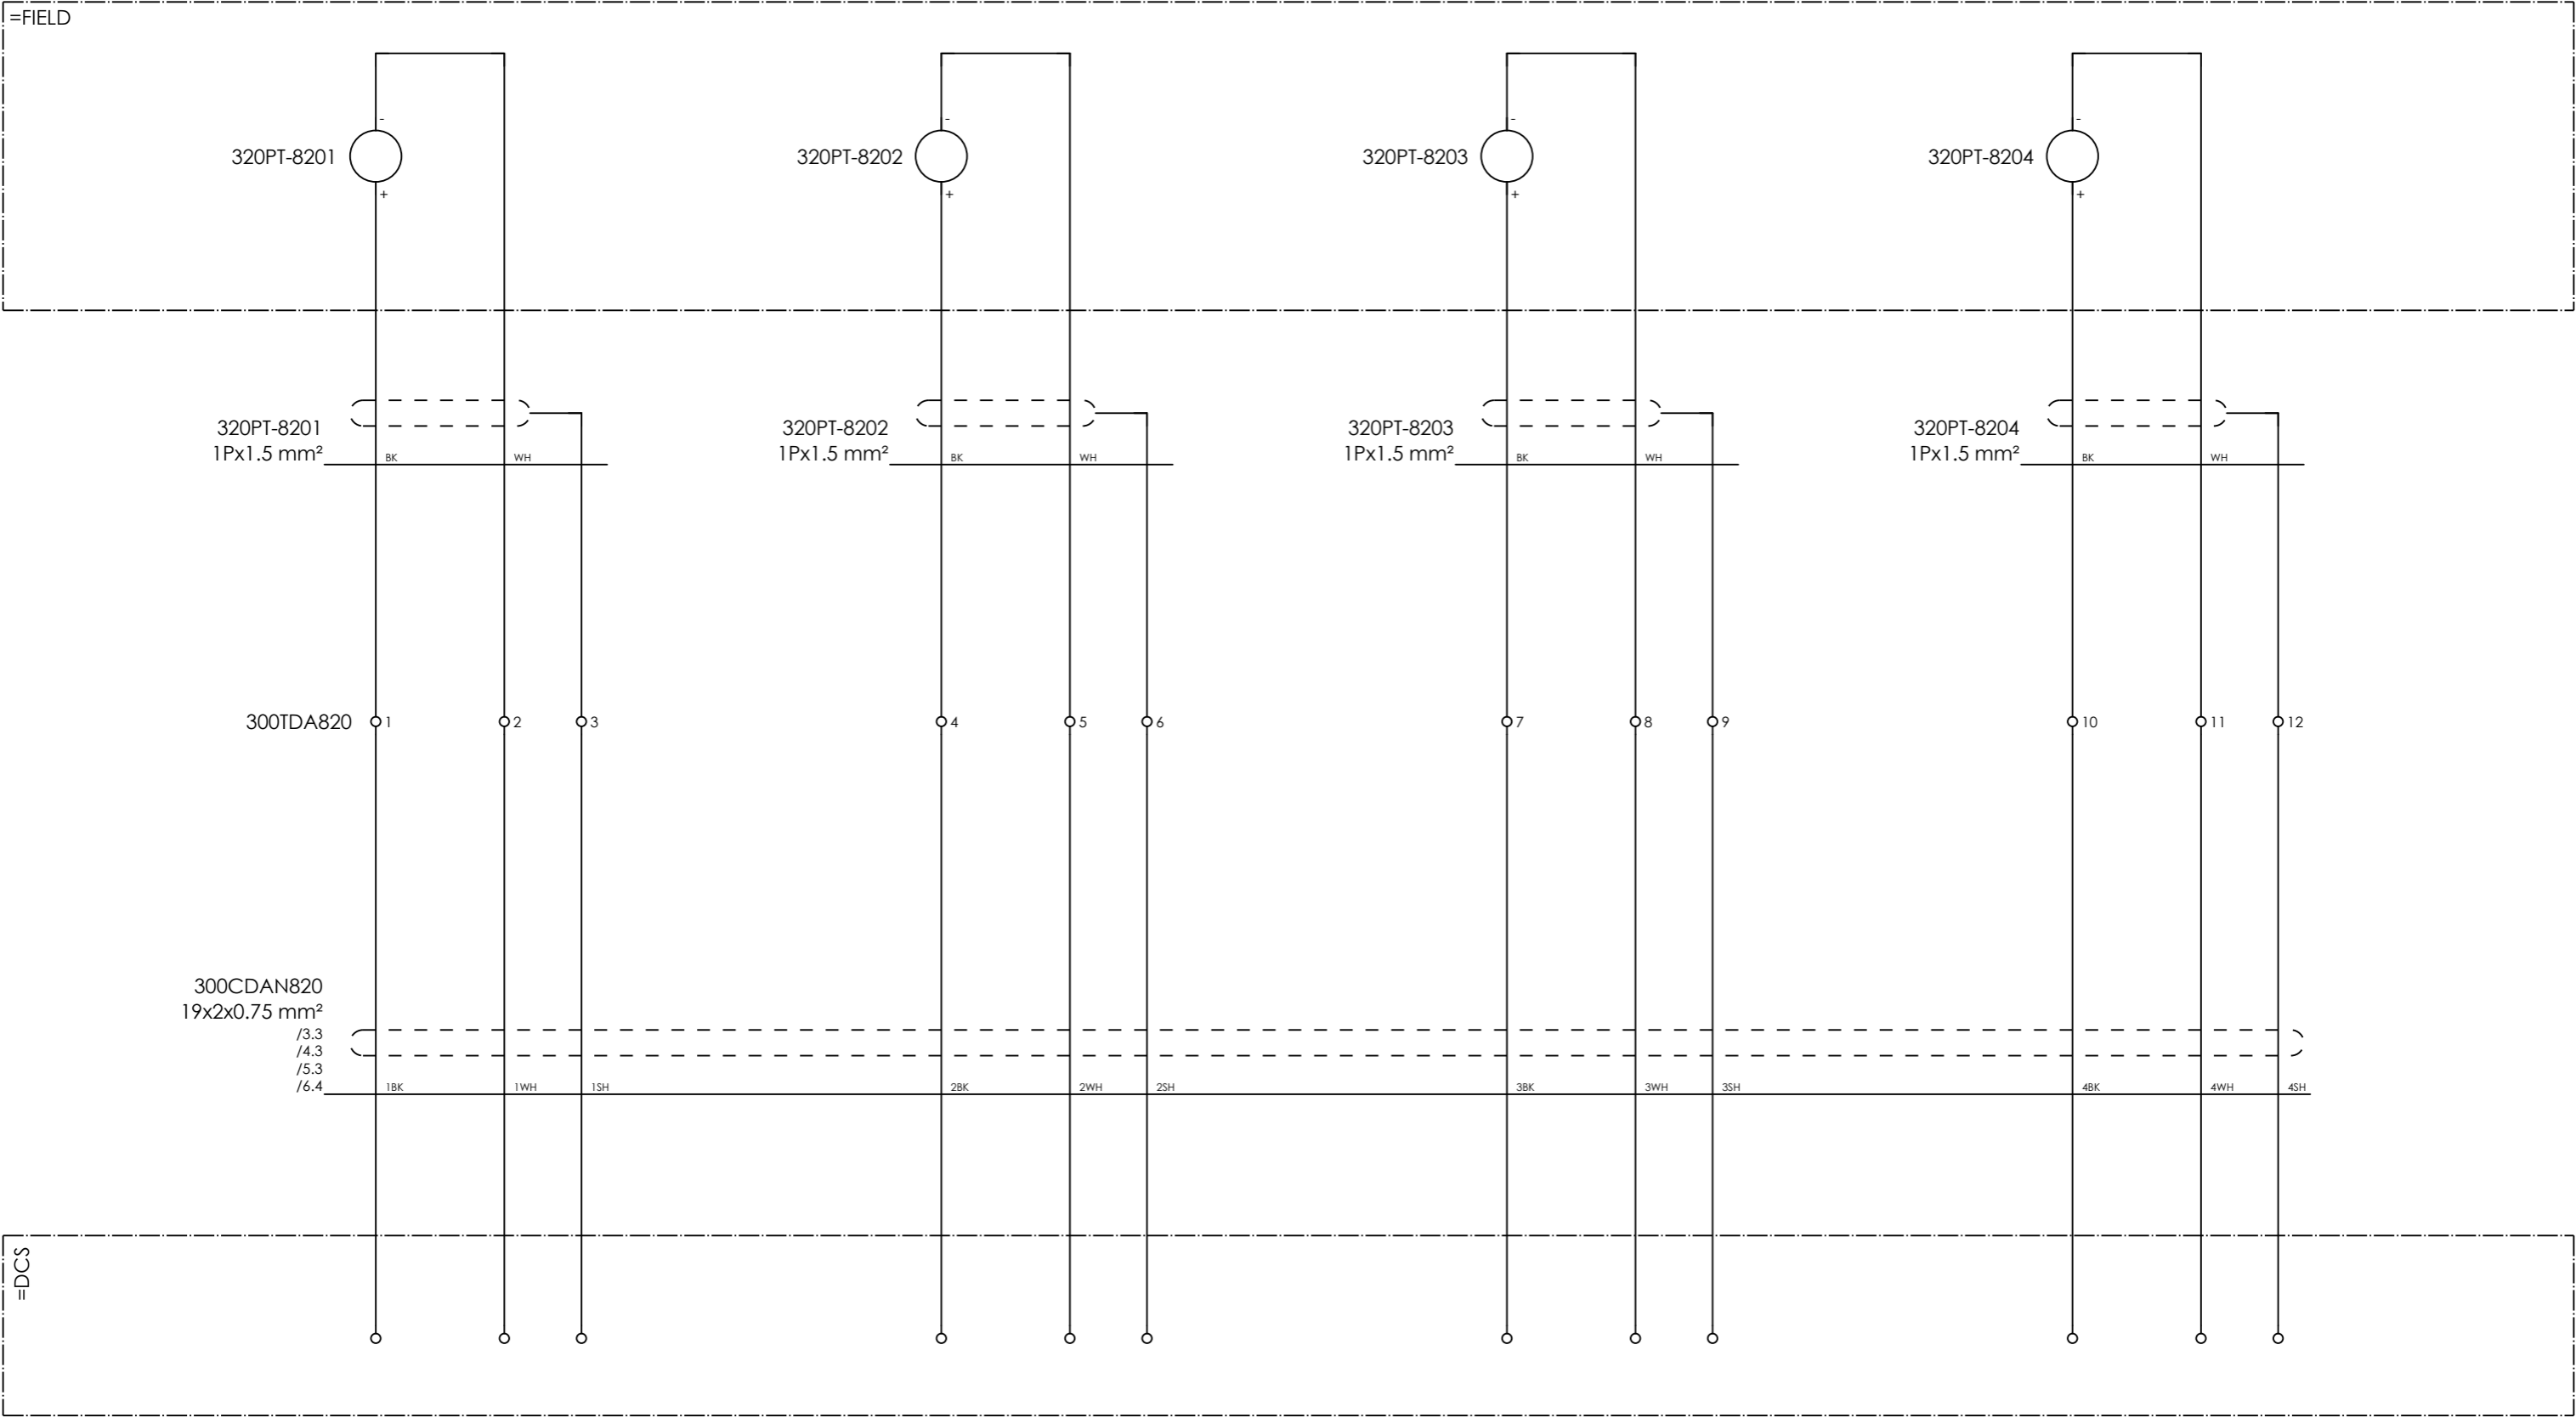 =FIELD
-
-
-
-
320PT-8201
320PT-8202
320PT-8203
320PT-8204
+
+
+
+
320PT-8201
1Px1.5 mm²
BK
WH
320PT-8202
1Px1.5 mm²
BK
WH
320PT-8203
1Px1.5 mm²
BK
WH
320PT-8204
1Px1.5 mm²
BK
WH
300TDA820
1
2
3
4
5
6
7
8
9
10
11
12
300CDAN820
19x2x0.75 mm²
/3.3
/4.3
/5.3
/6.4
1BK
1WH
1SH
2BK
2WH
2SH
3BK
3WH
3SH
4BK
4WH
4SH
=DCS